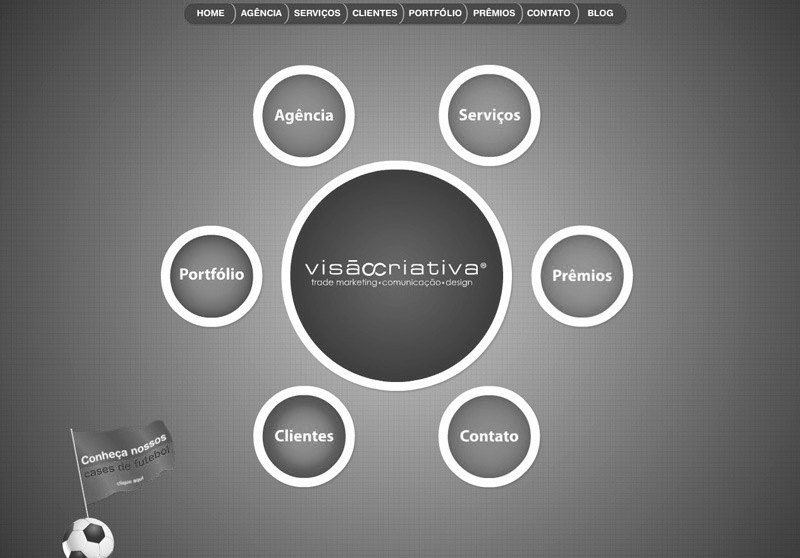 HOME AGÊNCIA SERVIÇOS CLIENTES PORTFÓLIO PRÊMIOS CONTATO BLOG
Agência
Serviços
Portfólio
visãocriativa®
trade marketing•comunicação•design
Prêmios
Clientes
Contato
Conheça nossos
cases de futebol
clique aqui